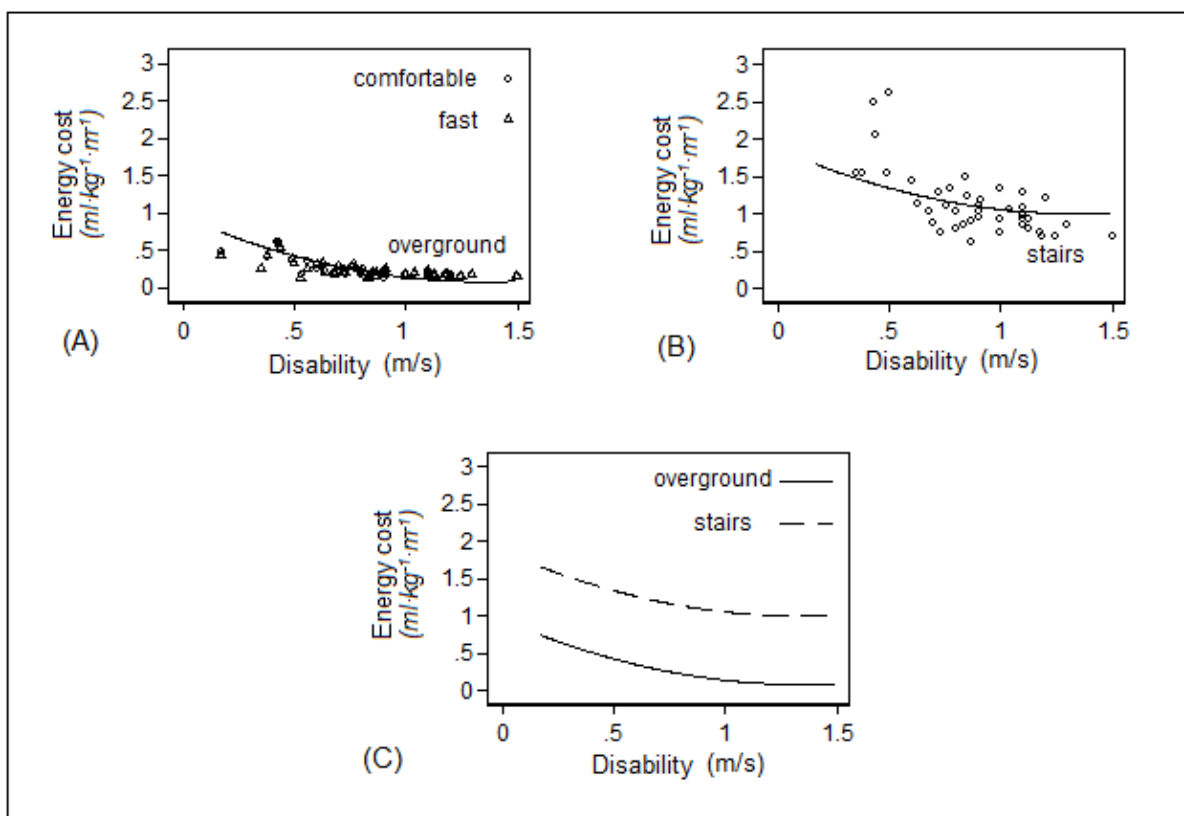 3
2.5
2
1.5
1
.5
0
Energy cost
(ml·kg⁻¹·m⁻¹)
comfortable
fast
overground
0 .5 1 1.5
Disability (m/s)
(A)
3
2.5
2
1.5
1
.5
0
Energy cost
(ml·kg⁻¹·m⁻¹)
stairs
0 .5 1 1.5
Disability (m/s)
(B)
3
2.5
2
1.5
1
.5
0
Energy cost
(ml·kg⁻¹·m⁻¹)
overground
stairs
0 .5 1 1.5
Disability (m/s)
(C)